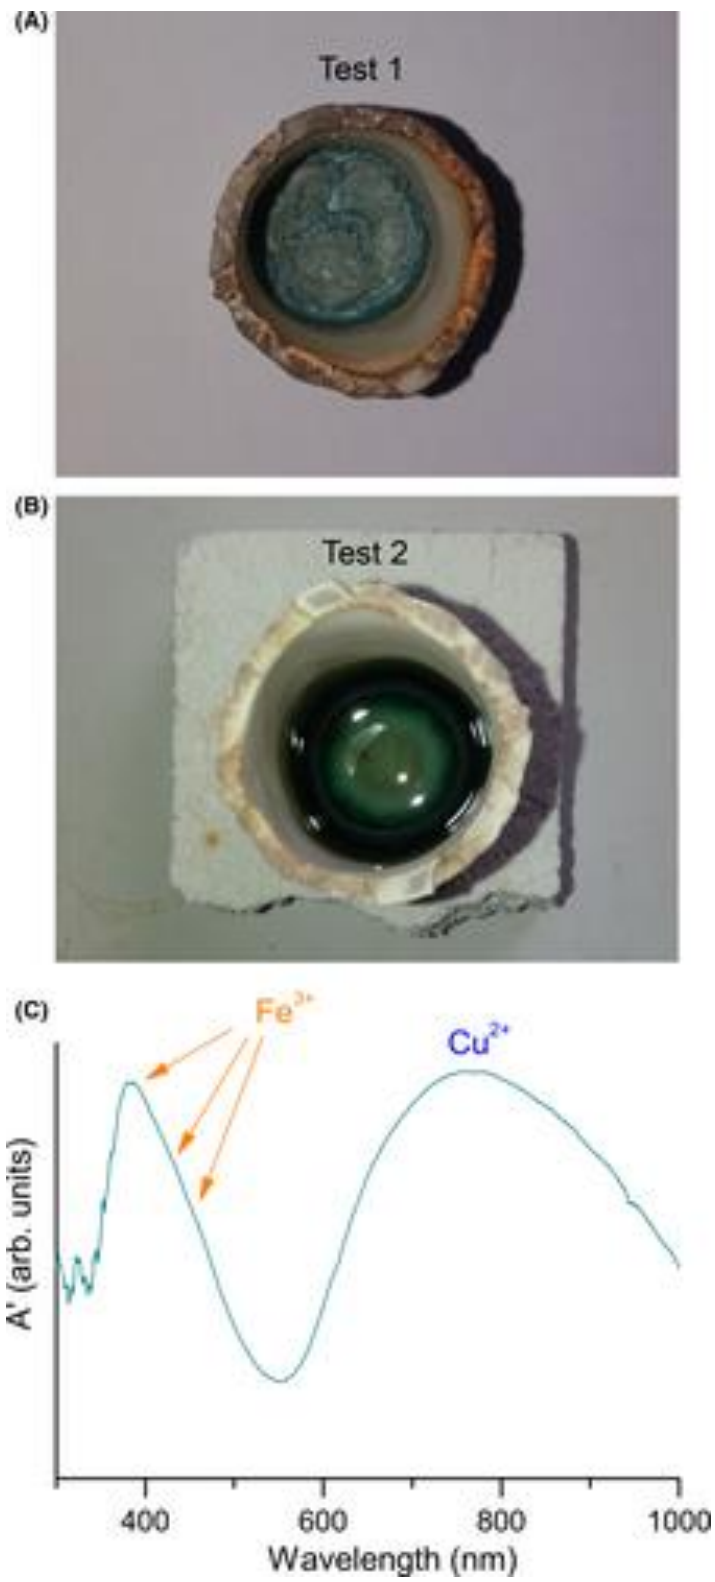 (A)
Test 1
(B)
Test 2
(C)
Fe³⁺
Cu²⁺
A' (arb. units)
400 600 800 1000
Wavelength (nm)